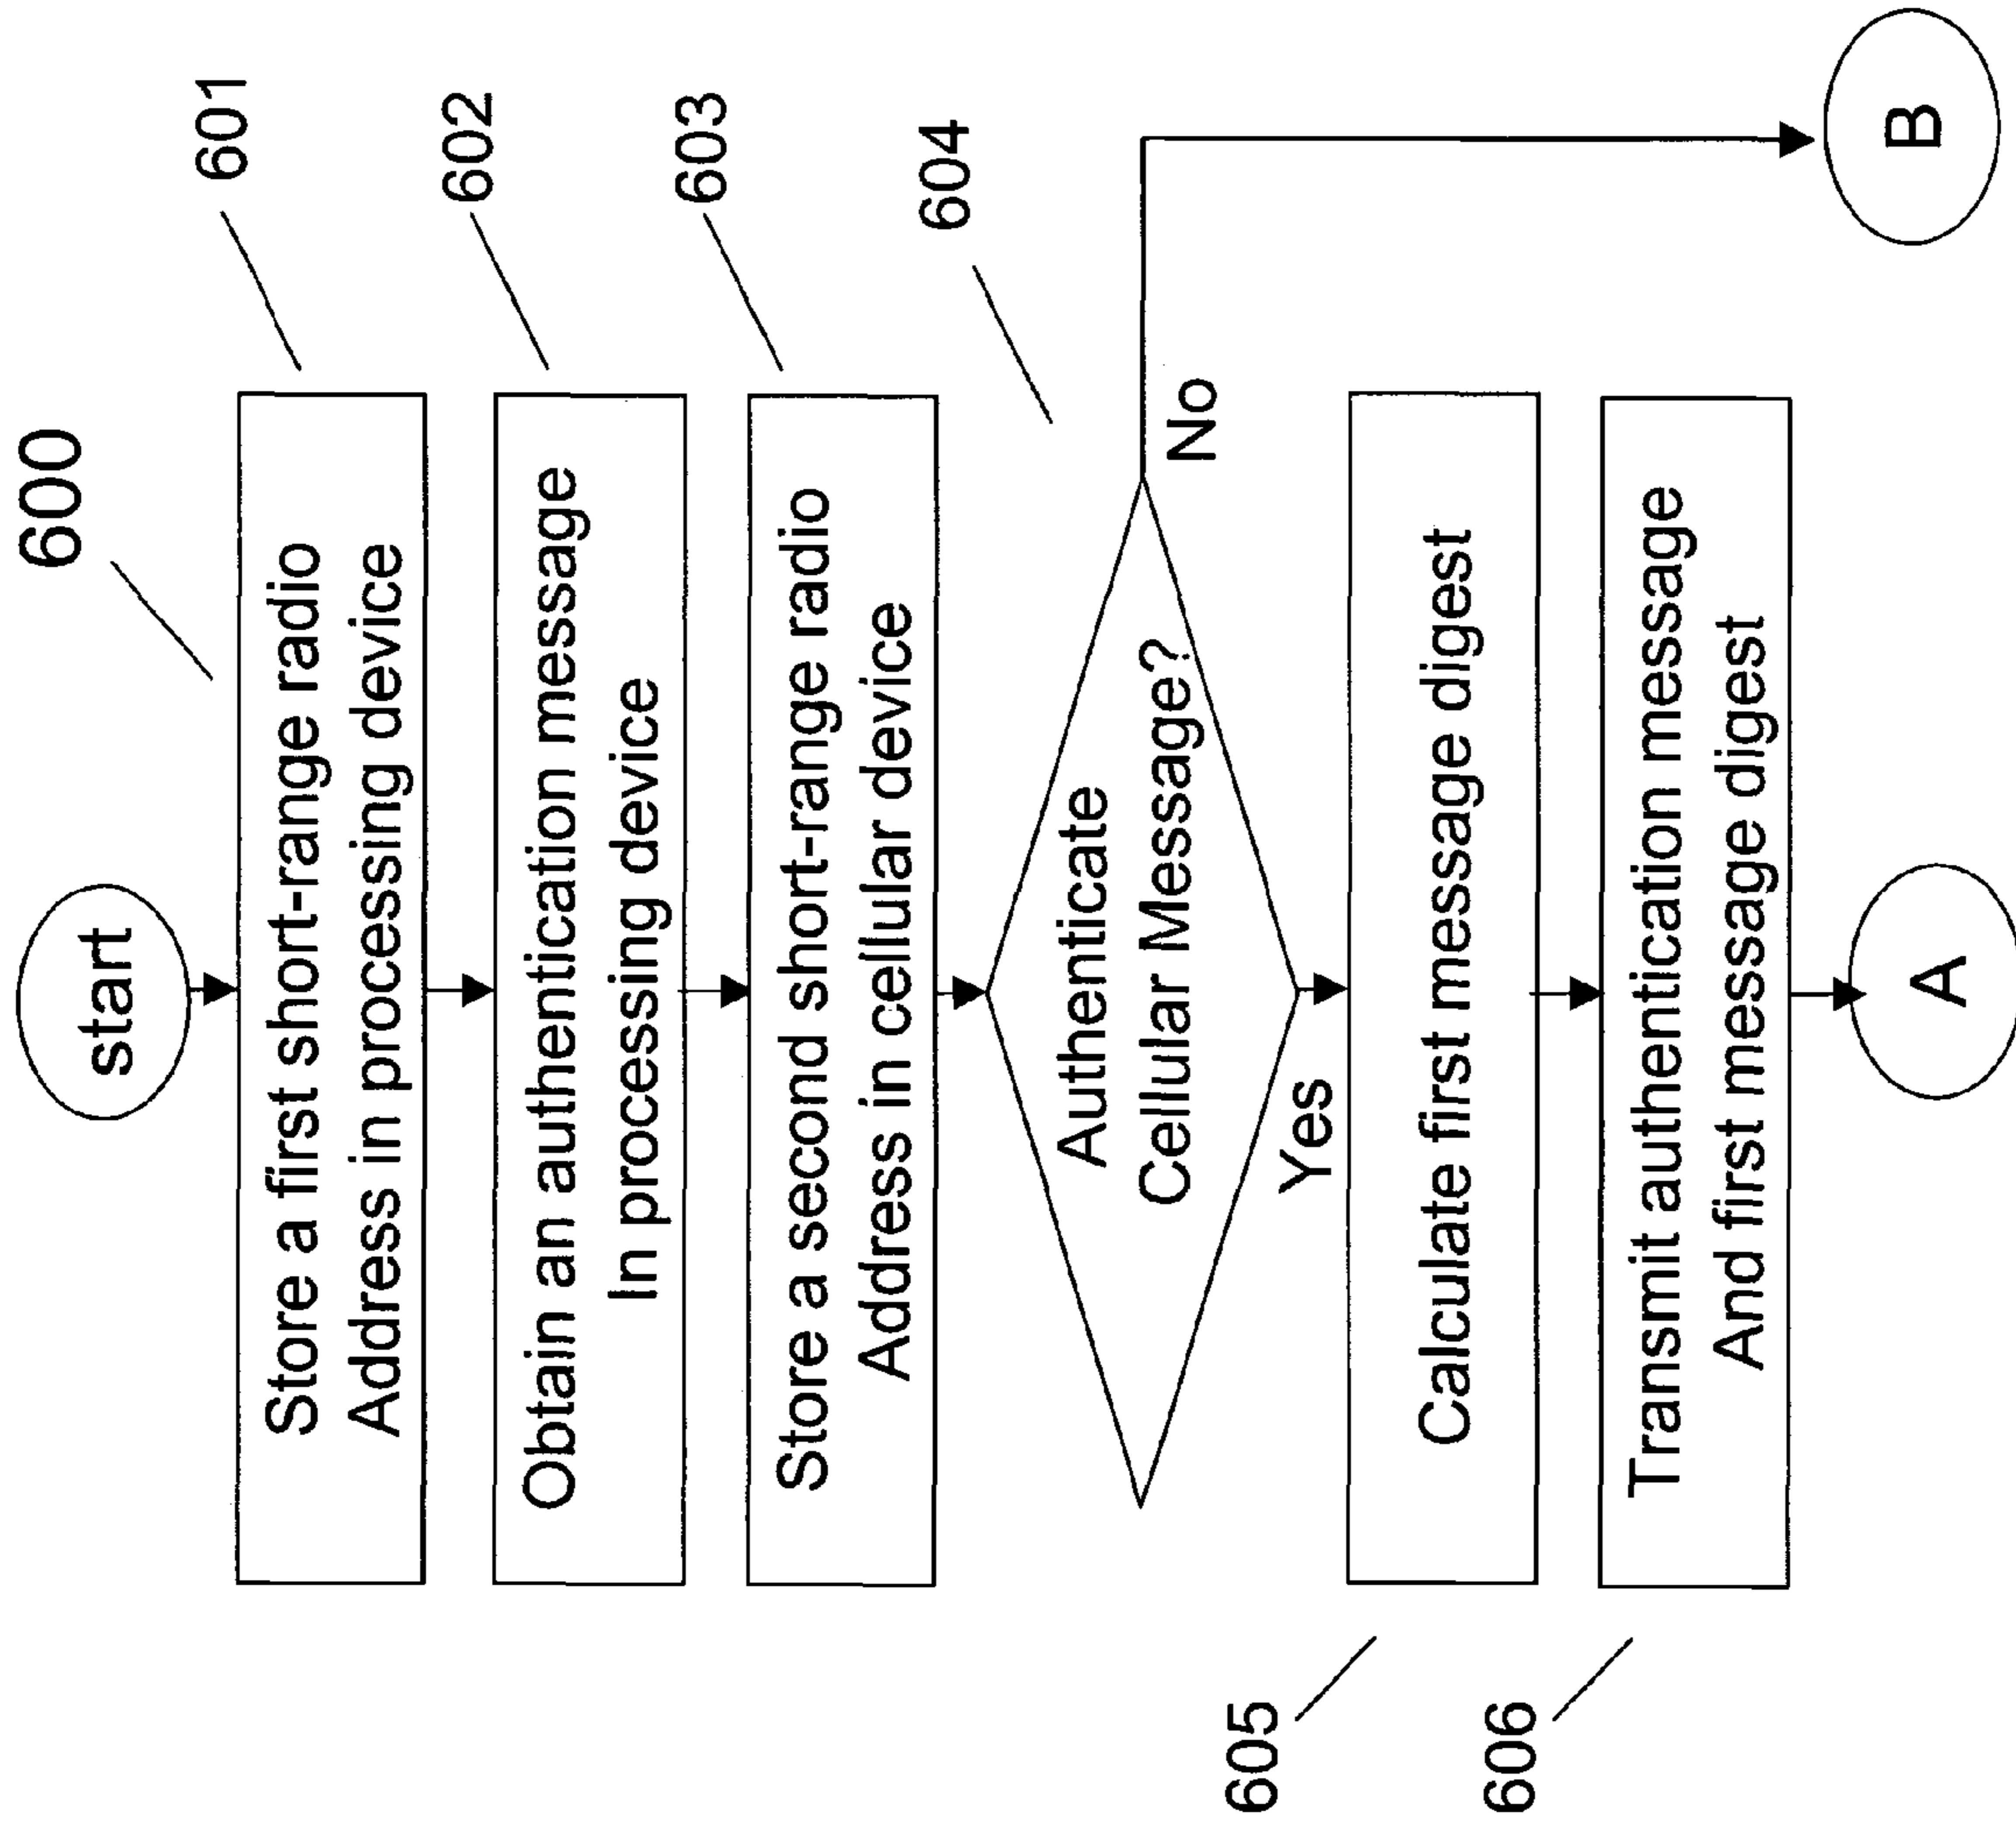 600
start
601
Store a first short-range radio
Address in processing device
602
Obtain an authentication message
In processing device
603
Store a second short-range radio
Address in cellular device
604
Authenticate
Cellular Message?
No
Yes
605
Calculate first message digest
606
Transmit authentication message
And first message digest
A
B